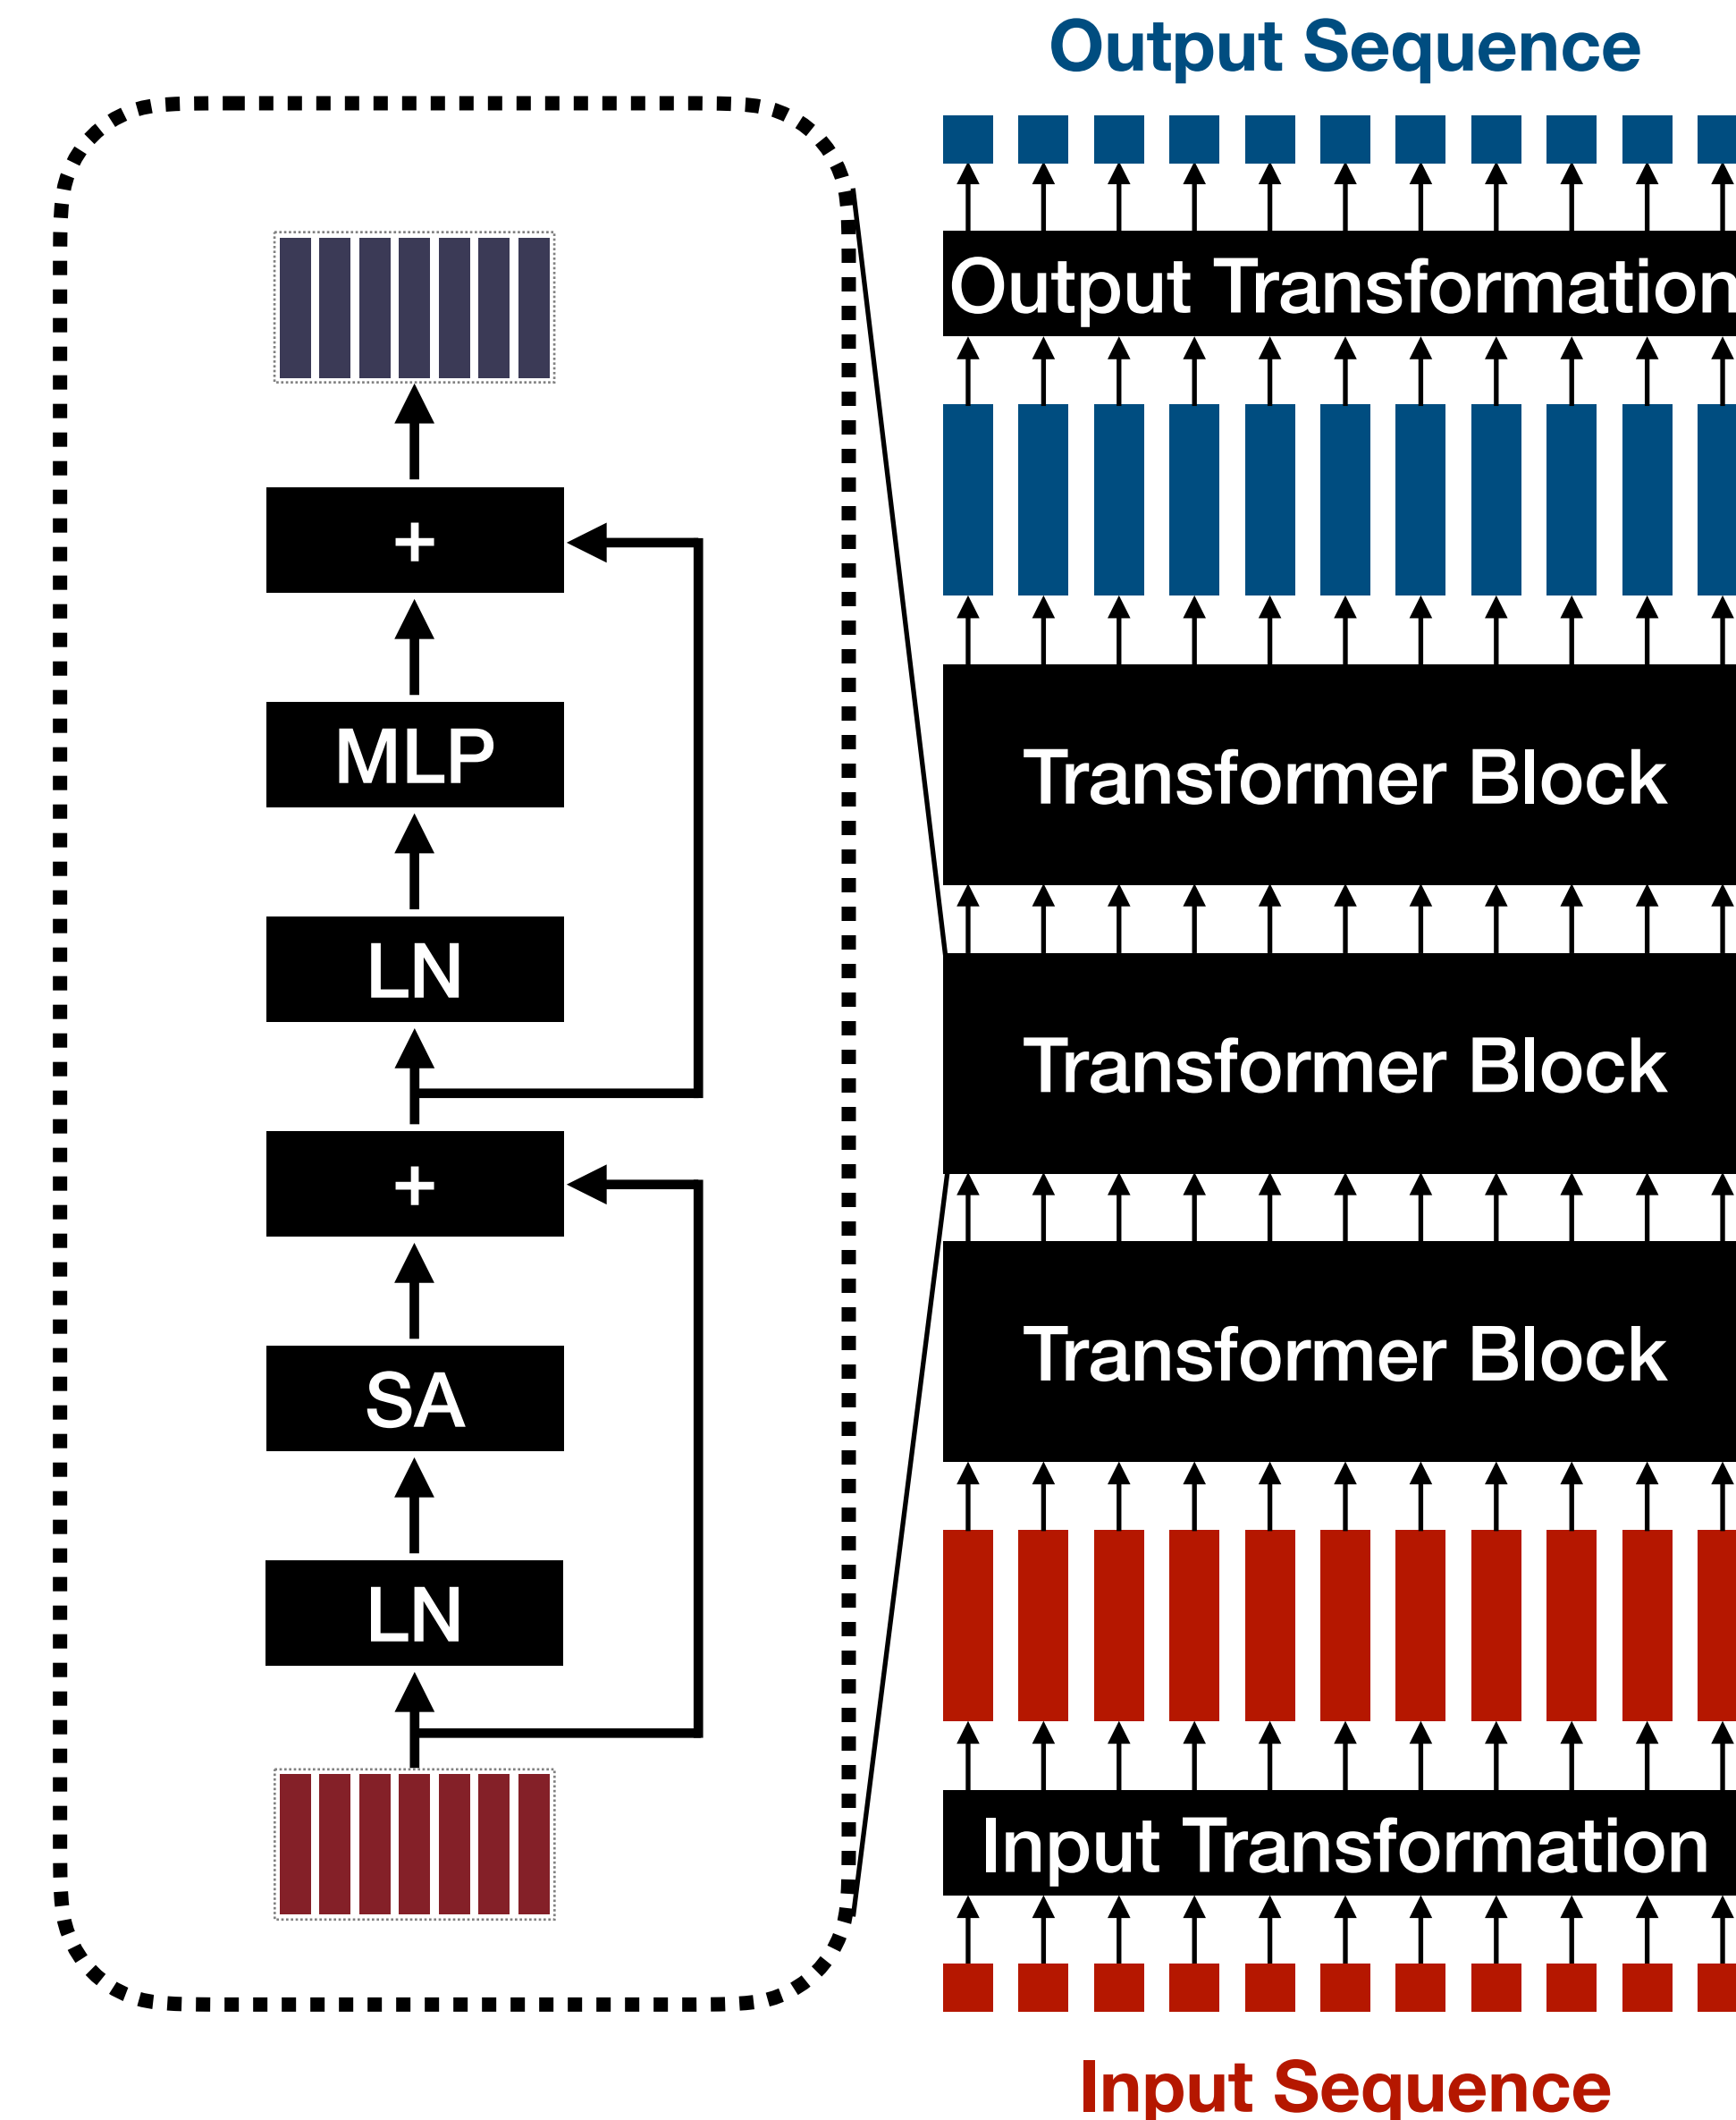 Output Sequence
Output Transformation
Transformer Block
Transformer Block
Transformer Block
Input Transformation
Input Sequence
+
MLP
LN
+
SA
LN